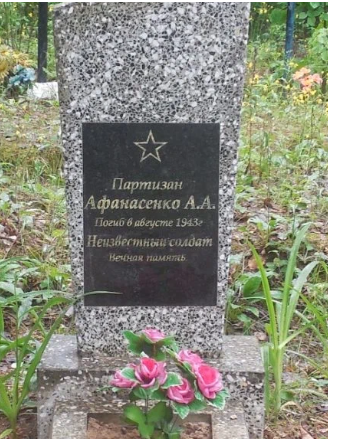 Партизан
Афанасенко А.А.
Погиб в августе 1943г
Неизвестный солдат
Вечная память